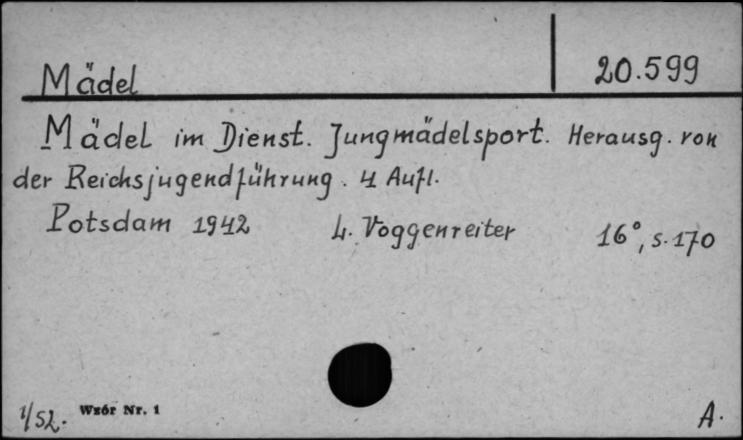 Mädel
20.599
Mädel im Dienst. Jungmädelsport. Herausg. von
der Reichsjugendführung. 4 Aufl.
Potsdam 1942 L. Voggenreiter 16°, s. 170
1/52. Wzór Nr. 1 A.